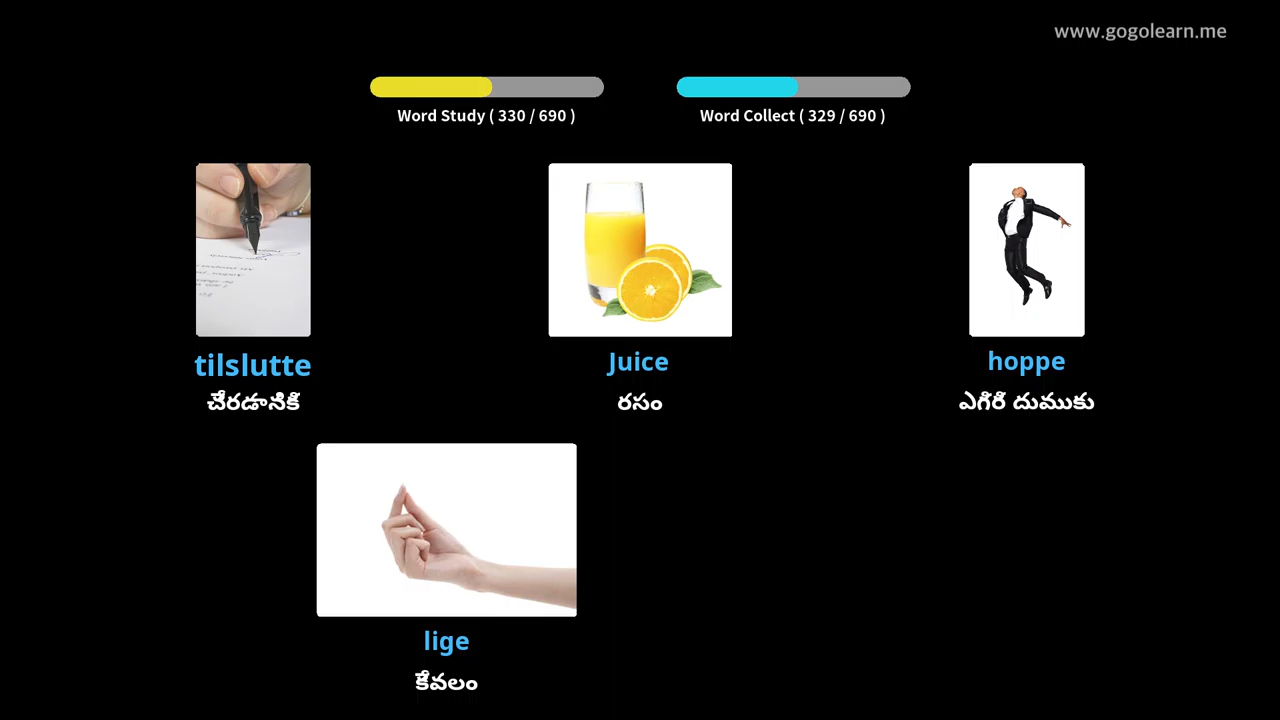 www.gogolearn.me
Word Study ( 330 / 690 )
Word Collect ( 329 / 690 )
tilslutte
Juice
hoppe
చేరడానికి
రసం
ఎగిరి దుముకు
lige
కేవలం